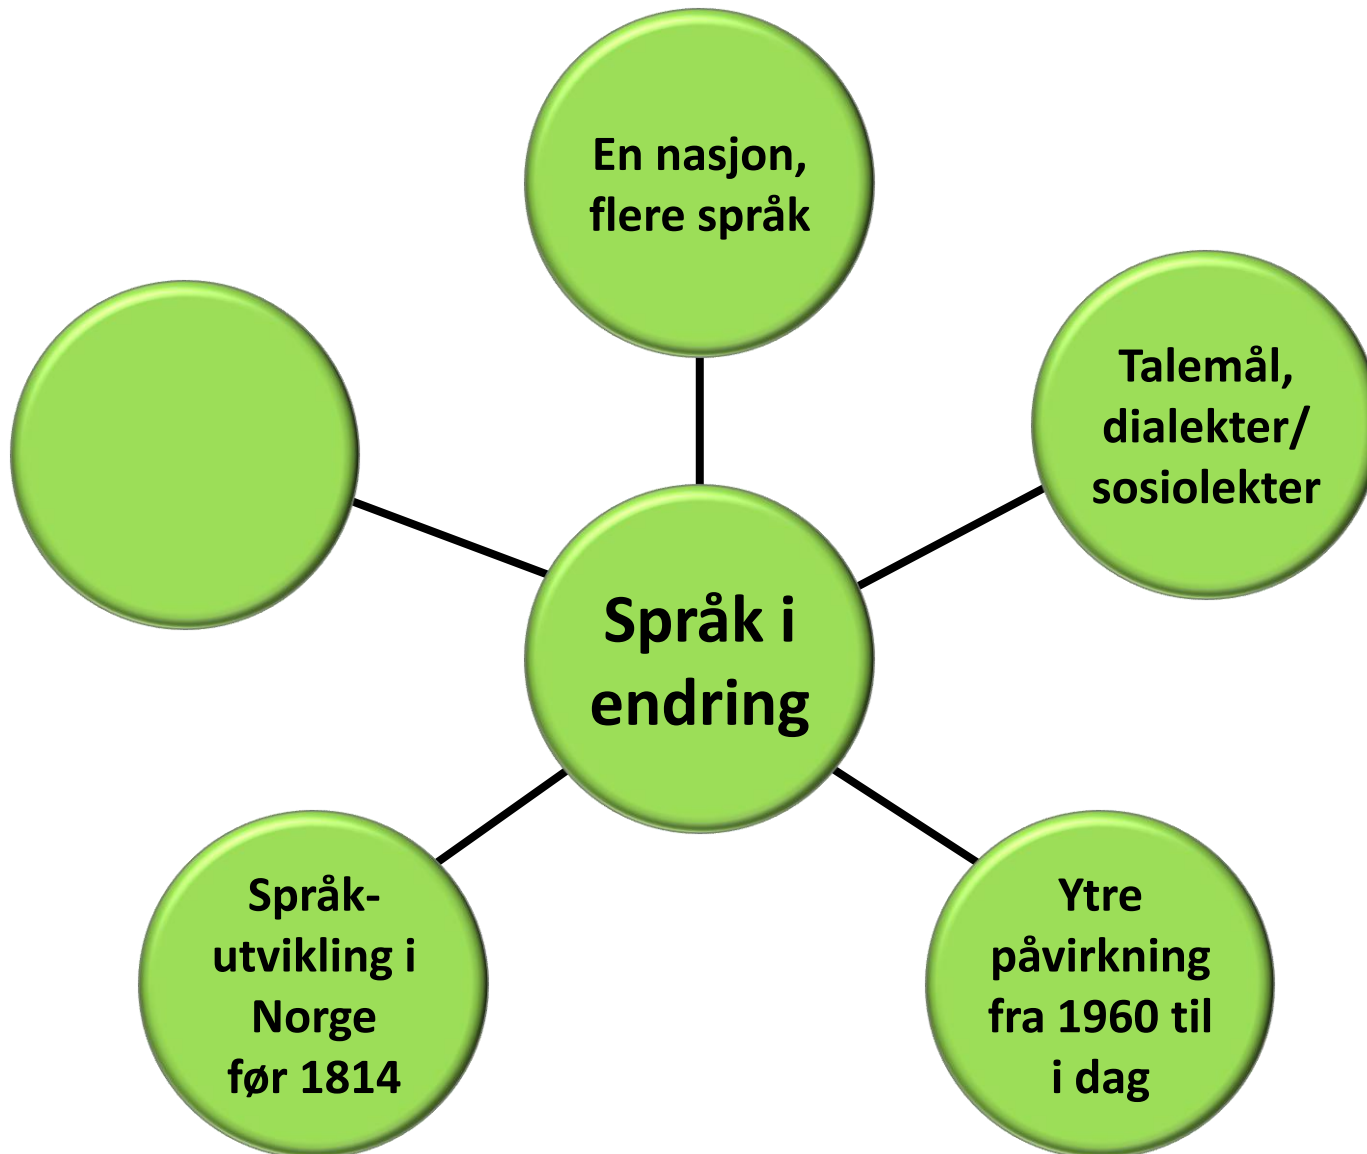 En nasjon,
flere språk
Talemål,
dialekter/
sosiolekter
Språk i
endring
Språk-
utvikling i
Norge
før 1814
Ytre
påvirkning
fra 1960 til
i dag